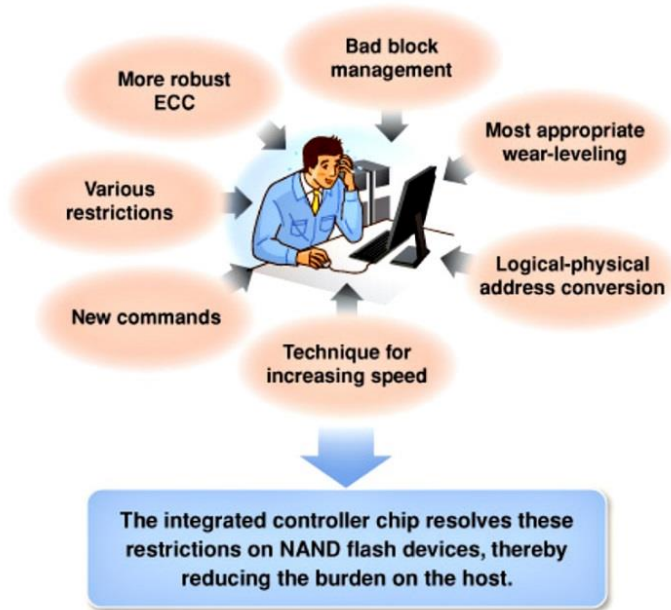 Bad block
management
More robust
ECC
Most appropriate
wear-leveling
Various
restrictions
Logical-physical
address conversion
New commands
Technique for
increasing speed
The integrated controller chip resolves these
restrictions on NAND flash devices, thereby
reducing the burden on the host.